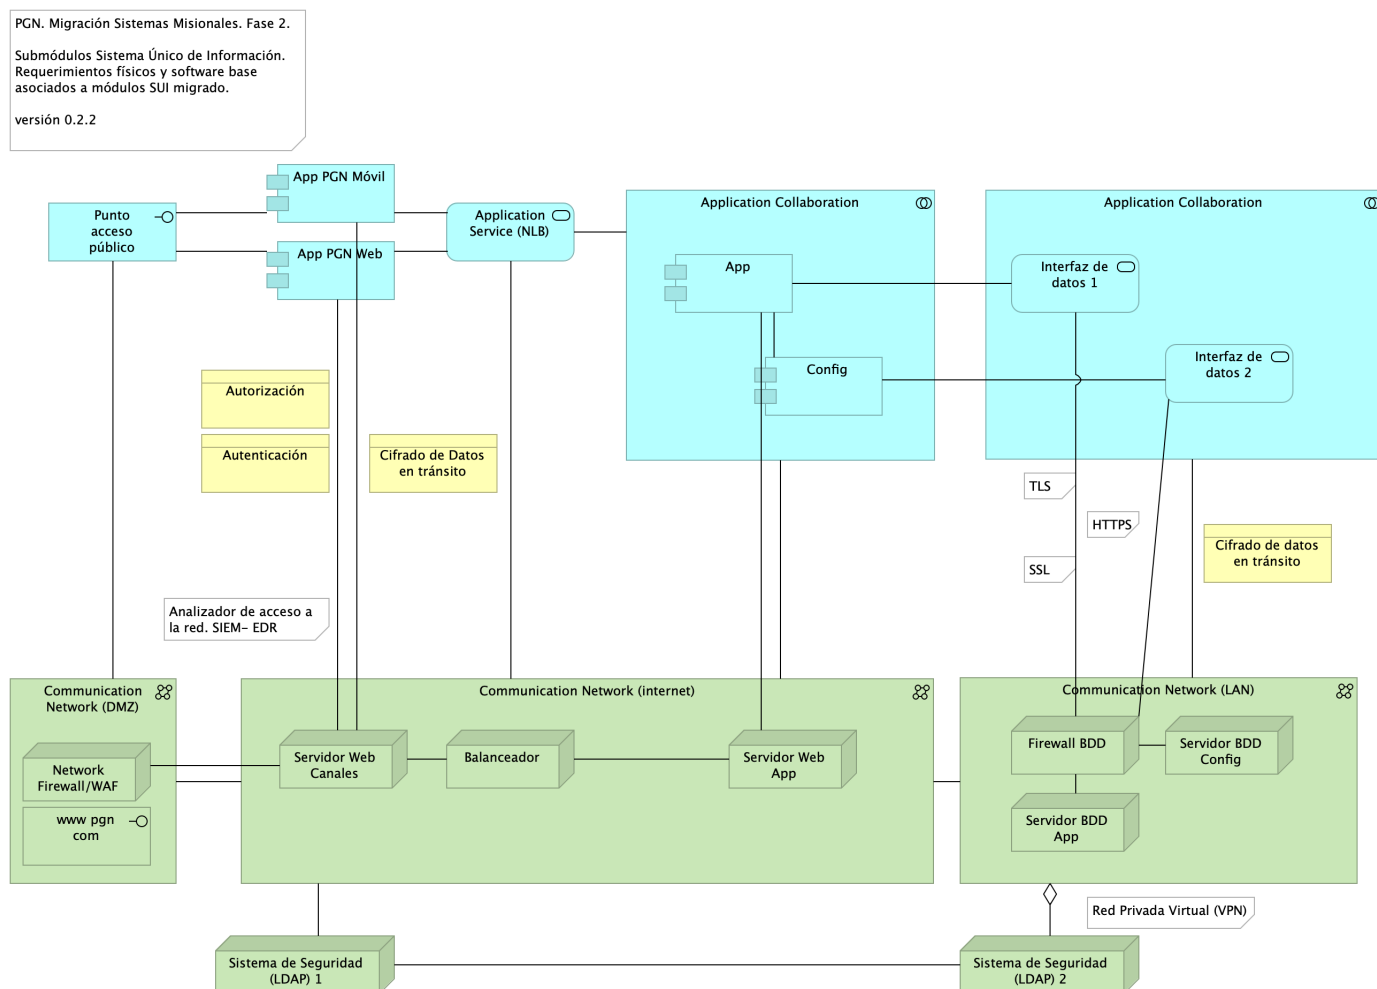 PGN. Migración Sistemas Misionales. Fase 2.
Submódulos Sistema Único de Información.
Requerimientos físicos y software base
asociados a módulos SUI migrado.
versión 0.2.2
App PGN Móvil
Punto
acceso
público
App PGN Web
Application
Service (NLB)
Application Collaboration
App
Config
Application Collaboration
Interfaz de
datos 1
Interfaz de
datos 2
Autorización
Autenticación
Cifrado de Datos
en tránsito
TLS
HTTPS
SSL
Cifrado de datos
en tránsito
Analizador de acceso a
la red. SIEM- EDR
Communication
Network (DMZ)
Network
Firewall/WAF
www pgn
com
Communication Network (internet)
Servidor Web
Canales
Balanceador
Servidor Web
App
Communication Network (LAN)
Firewall BDD
Servidor BDD
Config
Servidor BDD
App
Red Privada Virtual (VPN)
Sistema de Seguridad
(LDAP) 1
Sistema de Seguridad
(LDAP) 2